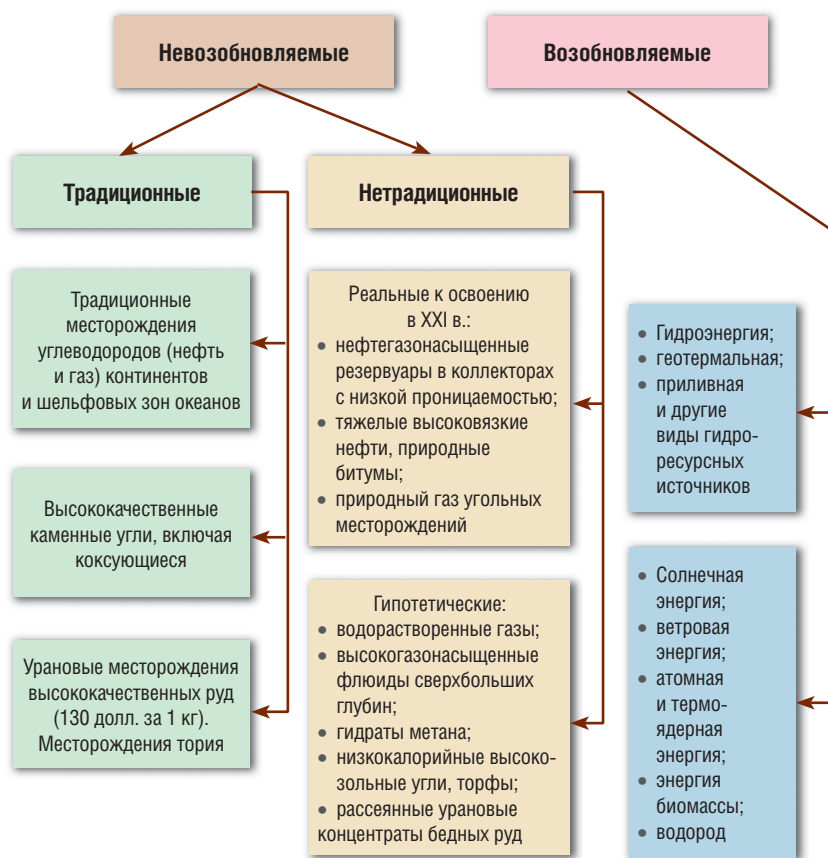 Невозобновляемые
Возобновляемые
Традиционные
Нетрадиционные
Традиционные
месторождения
углеводородов (нефть
и газ) континентов
и шельфовых зон океанов
Высококачественные
каменные угли, включая
коксующиеся
Урановые месторождения
высококачественных руд
(130 долл. за 1 кг).
Месторождения тория
Реальные к освоению
в XXI в.:
• нефтегазонасыщенные
резервуары в коллекторах
с низкой проницаемостью;
• тяжелые высоковязкие
нефти, природные
битумы;
• природный газ угольных
месторождений
Гипотетические:
• водорастворенные газы;
• высокогазонасыщенные
флюиды сверхбольших
глубин;
• гидраты метана;
• низкокалорийные высоко-
зольные угли, торфы;
• рассеянные урановые
концентраты бедных руд
• Гидроэнергия;
• геотермальная;
• приливная
и другие
виды гидро-
ресурсных
источников
• Солнечная
энергия;
• ветровая
энергия;
• атомная
и термо-
ядерная
энергия;
• энергия
биомассы;
• водород